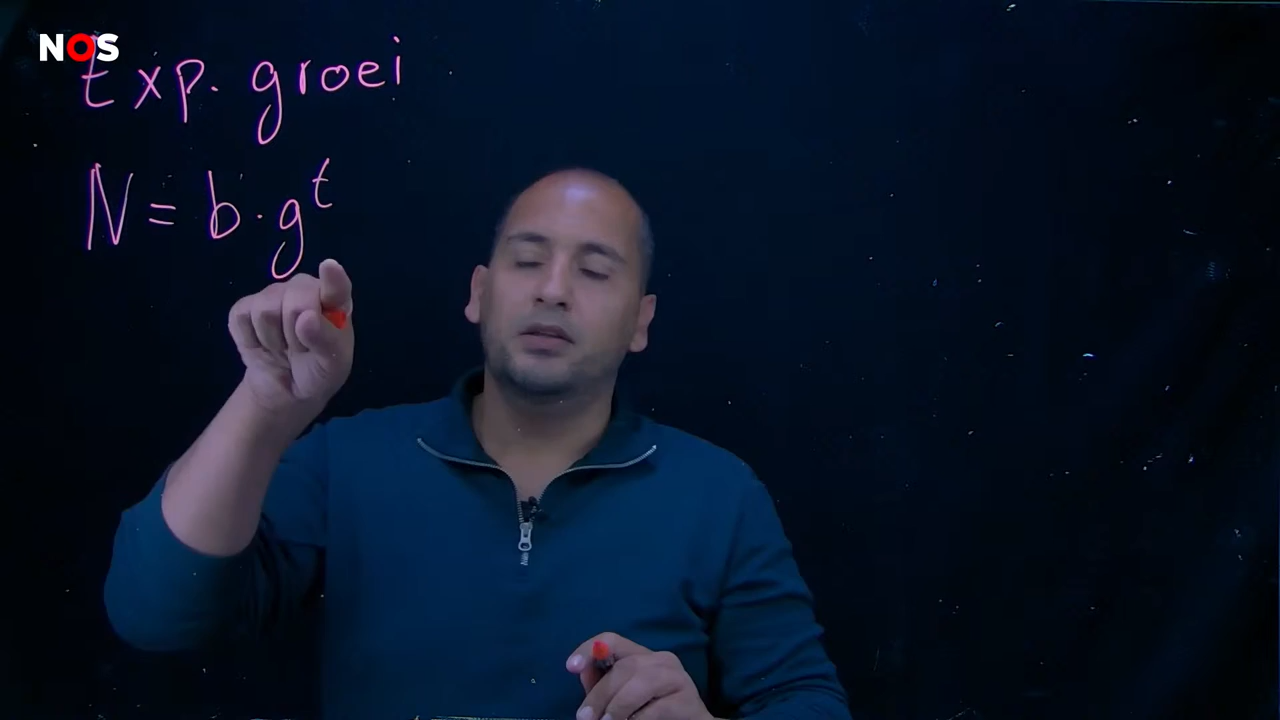 NOS
Exp. groei
N = b · g^t